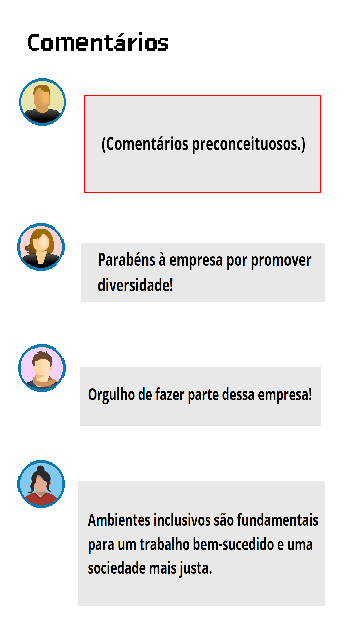 Comentários
(Comentários preconceituosos.)
Parabéns à empresa por promover
diversidade!
Orgulho de fazer parte dessa empresa!
Ambientes inclusivos são fundamentais
para um trabalho bem-sucedido e uma
sociedade mais justa.